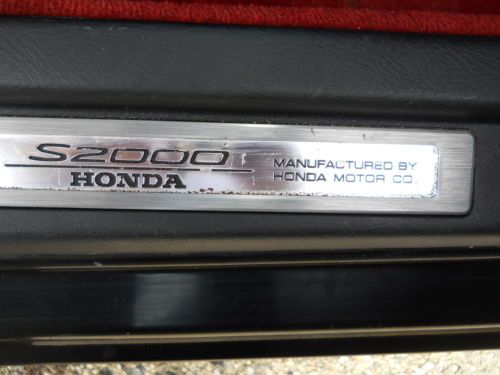 S2000
HONDA
MANUFACTURED BY
HONDA MOTOR CO.